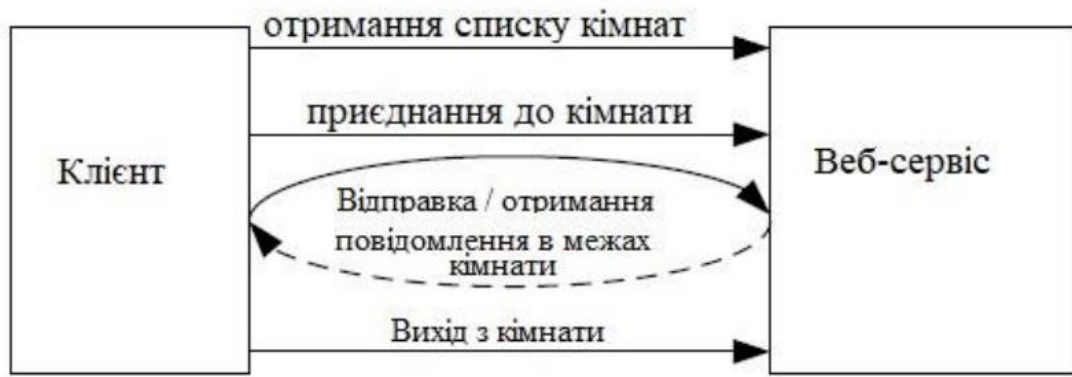 отримання списку кімнат
приєднання до кімнати
Клієнт
Веб-сервіс
Відправка / отримання
повідомлення в межах
кімнати
Вихід з кімнати